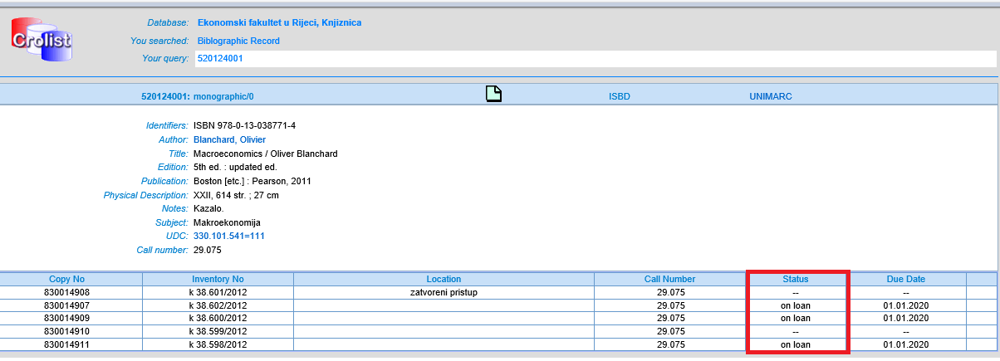 Crolist
Database: Ekonomski fakultet u Rijeci, Knjiznica
You searched: Biblographic Record
Your query: 520124001
520124001: monographic/0 ISBD UNIMARC
Identifiers: ISBN 978-0-13-038771-4
Author: Blanchard, Olivier
Title: Macroeconomics / Oliver Blanchard
Edition: 5th ed. : updated ed.
Publication: Boston [etc.] : Pearson, 2011
Physical Description: XXII, 614 str. ; 27 cm
Notes: Kazalo.
Subject: Makroekonomija
UDC: 330.101.541=111
Call number: 29.075
Copy No Inventory No Location Call Number Status Due Date
830014908 k 38.601/2012 zatvoreni pristup 29.075 -- --
830014907 k 38.602/2012 29.075 on loan 01.01.2020
830014909 k 38.600/2012 29.075 on loan 01.01.2020
830014910 k 38.599/2012 29.075 -- --
830014911 k 38.598/2012 29.075 on loan 01.01.2020